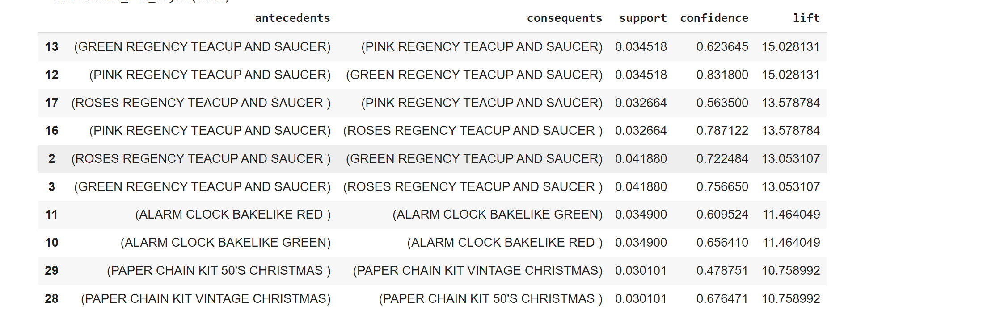 antecedents consequents support confidence lift
13 (GREEN REGENCY TEACUP AND SAUCER) (PINK REGENCY TEACUP AND SAUCER) 0.034518 0.623645 15.028131
12 (PINK REGENCY TEACUP AND SAUCER) (GREEN REGENCY TEACUP AND SAUCER) 0.034518 0.831800 15.028131
17 (ROSES REGENCY TEACUP AND SAUCER ) (PINK REGENCY TEACUP AND SAUCER) 0.032664 0.563500 13.578784
16 (PINK REGENCY TEACUP AND SAUCER) (ROSES REGENCY TEACUP AND SAUCER ) 0.032664 0.787122 13.578784
2 (ROSES REGENCY TEACUP AND SAUCER ) (GREEN REGENCY TEACUP AND SAUCER) 0.041880 0.722484 13.053107
3 (GREEN REGENCY TEACUP AND SAUCER) (ROSES REGENCY TEACUP AND SAUCER ) 0.041880 0.756650 13.053107
11 (ALARM CLOCK BAKELIKE RED ) (ALARM CLOCK BAKELIKE GREEN) 0.034900 0.609524 11.464049
10 (ALARM CLOCK BAKELIKE GREEN) (ALARM CLOCK BAKELIKE RED ) 0.034900 0.656410 11.464049
29 (PAPER CHAIN KIT 50'S CHRISTMAS ) (PAPER CHAIN KIT VINTAGE CHRISTMAS) 0.030101 0.478751 10.758992
28 (PAPER CHAIN KIT VINTAGE CHRISTMAS) (PAPER CHAIN KIT 50'S CHRISTMAS ) 0.030101 0.676471 10.758992